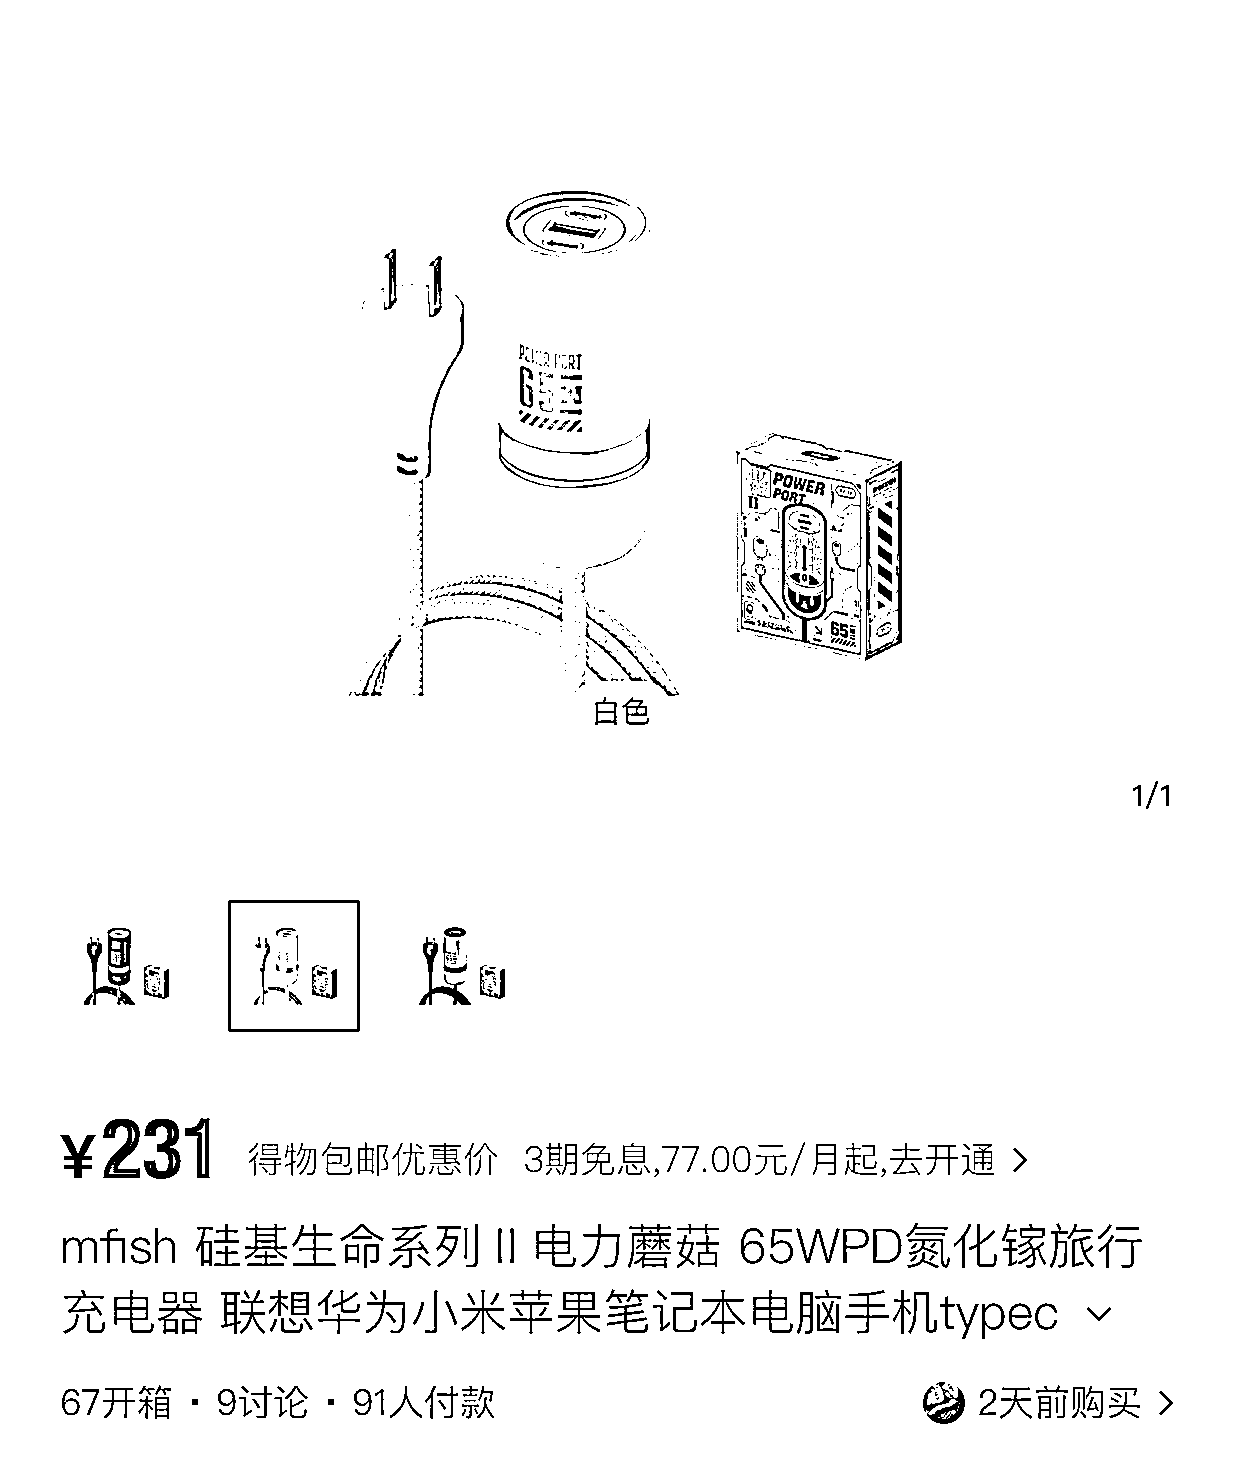 POWER PORT
65
POWER
PORT
65
白色
1/1
¥231 得物包邮优惠价 3期免息,77.00元/月起,去开通 >
mfish 硅基生命系列 II 电力蘑菇 65WPD氮化镓旅行
充电器 联想华为小米苹果笔记本电脑手机typec
67开箱 · 9讨论 · 91人付款
2天前购买 >